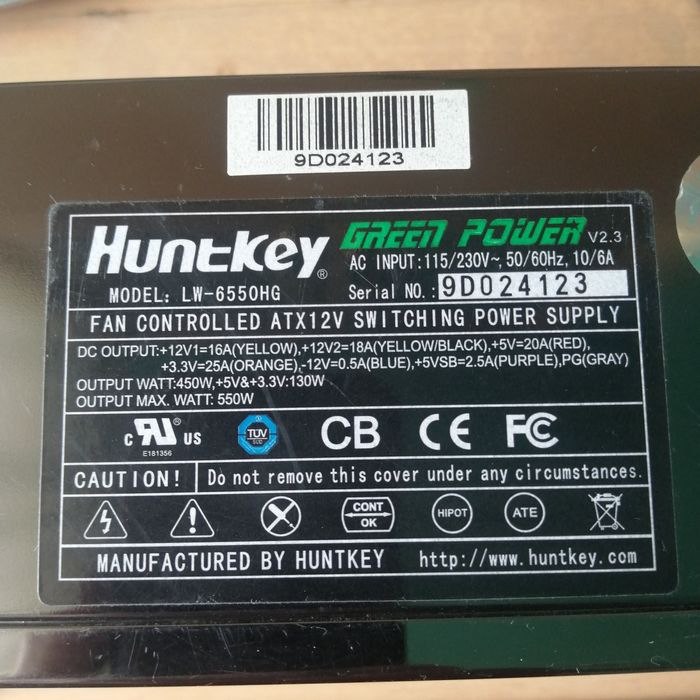 9D024123
Huntkey® GREEN POWER V2.3
AC INPUT:115/230V~, 50/60Hz, 10/6A
MODEL: LW-6550HG Serial NO.: 9D024123
FAN CONTROLLED ATX12V SWITCHING POWER SUPPLY
DC OUTPUT:+12V1=16A(YELLOW),+12V2=18A(YELLOW/BLACK),+5V=20A(RED),
+3.3V=25A(ORANGE),-12V=0.5A(BLUE),+5VSB=2.5A(PURPLE),PG(GRAY)
OUTPUT WATT:450W,+5V&+3.3V:130W
OUTPUT MAX. WATT: 550W
c RU® US TÜV SÜD CB CE FC
E181356
CAUTION! Do not remove this cover under any circumstances.
CONT OK HIPOT ATE
MANUFACTURED BY HUNTKEY http://www.huntkey.com